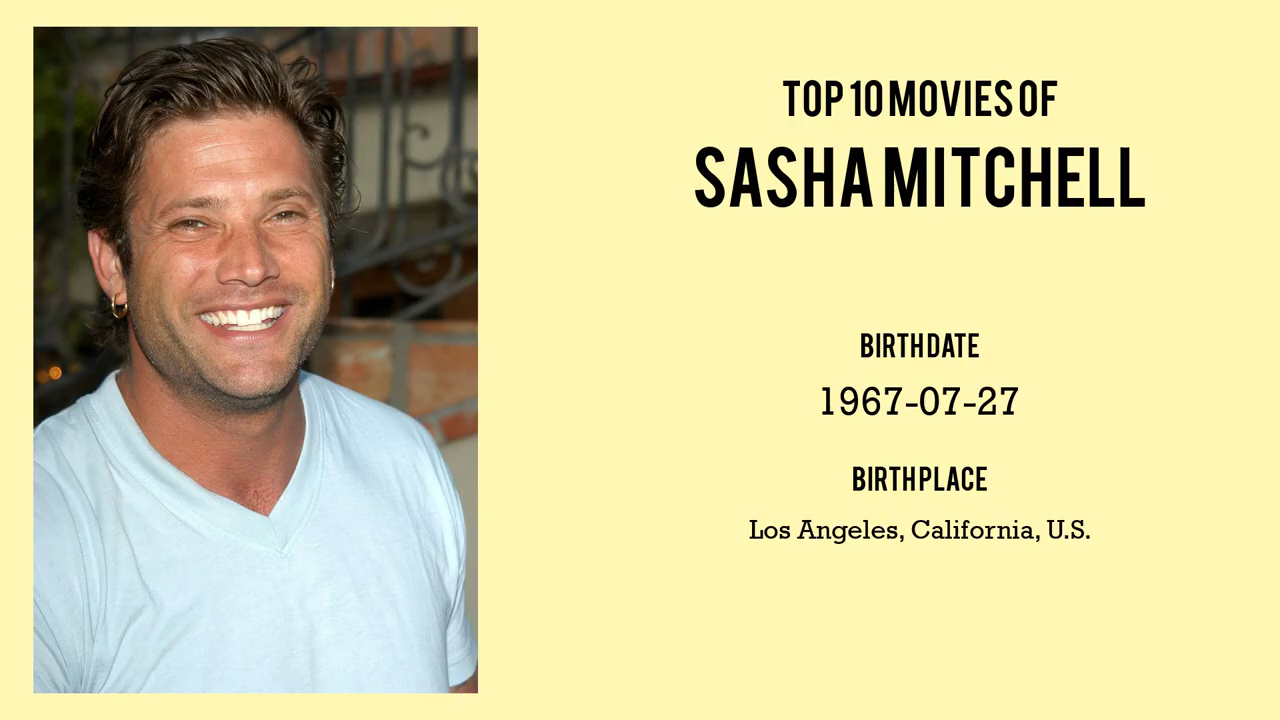 TOP 10 MOVIES OF
SASHA MITCHELL
BIRTHDATE
1967-07-27
BIRTHPLACE
Los Angeles, California, U.S.